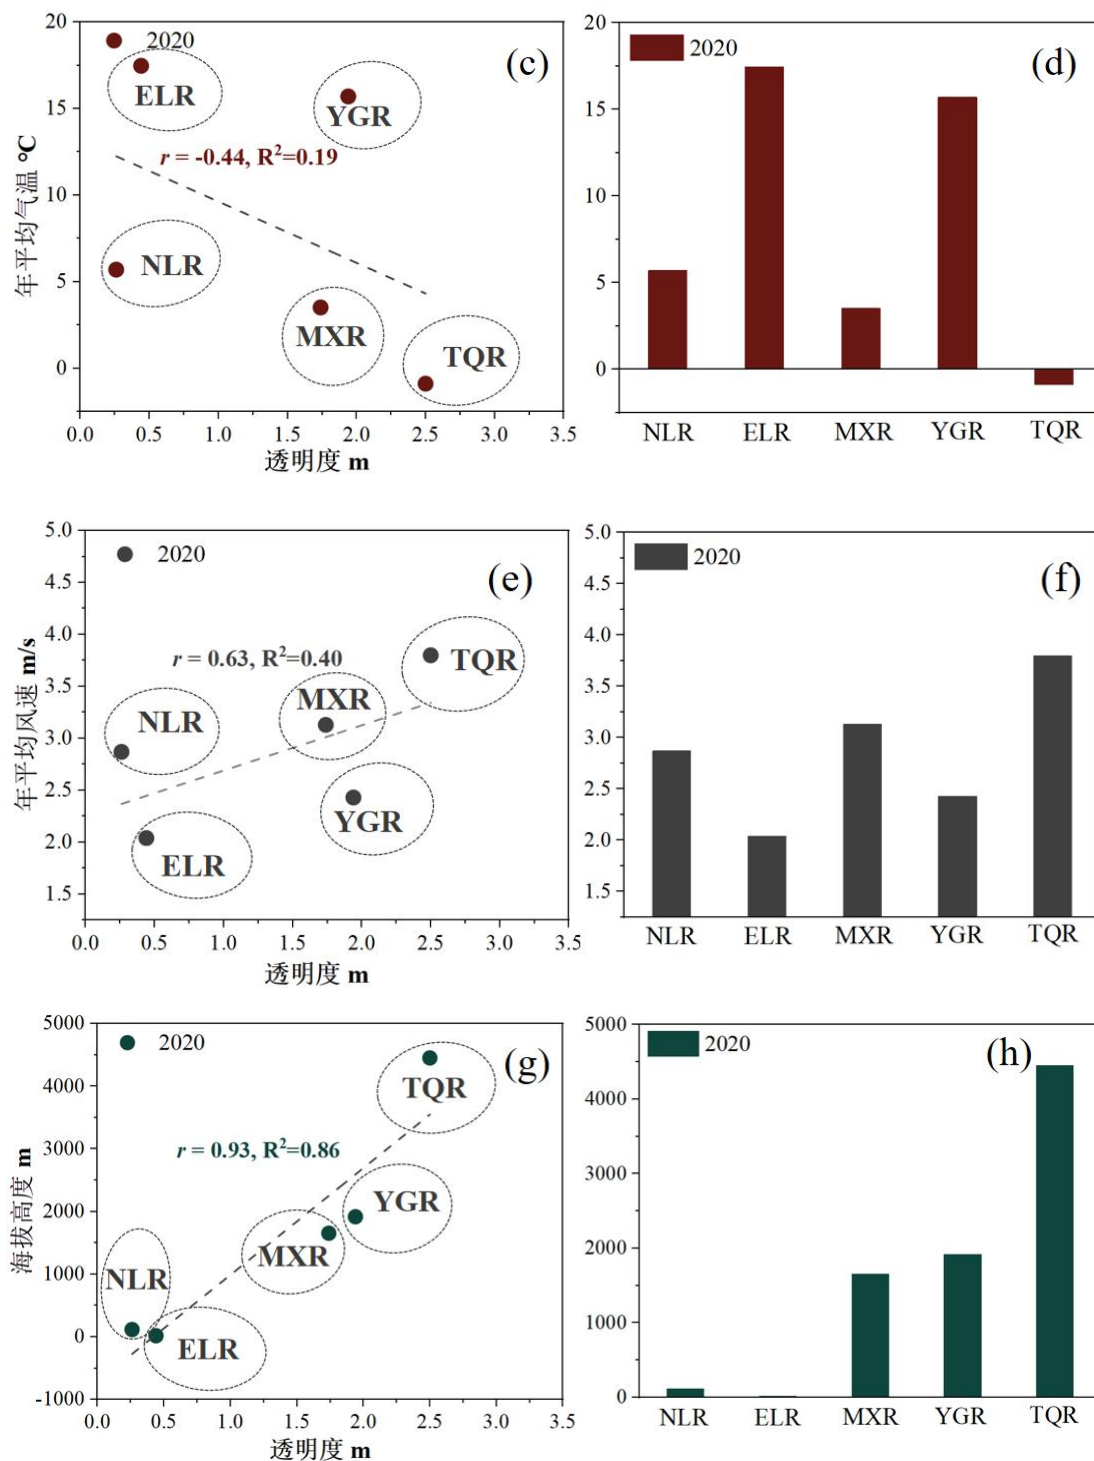 20
15
10
5
0
年平均气温 °C
2020
(c)
ELR
YGR
r = -0.44, R²=0.19
NLR
MXR
TQR
0.0 0.5 1.0 1.5 2.0 2.5 3.0 3.5
透明度 m
20
15
10
5
0
2020
(d)
NLR ELR MXR YGR TQR
5.0
4.5
4.0
3.5
3.0
2.5
2.0
1.5
年平均风速 m/s
2020
(e)
r = 0.63, R²=0.40
TQR
MXR
NLR
YGR
ELR
0.0 0.5 1.0 1.5 2.0 2.5 3.0 3.5
透明度 m
5.0
4.5
4.0
3.5
3.0
2.5
2.0
1.5
2020
(f)
NLR ELR MXR YGR TQR
5000
4000
3000
2000
1000
0
-1000
海拔高度 m
2020
(g)
TQR
r = 0.93, R²=0.86
YGR
MXR
NLR
ELR
0.0 0.5 1.0 1.5 2.0 2.5 3.0 3.5
透明度 m
5000
4000
3000
2000
1000
0
2020
(h)
NLR ELR MXR YGR TQR